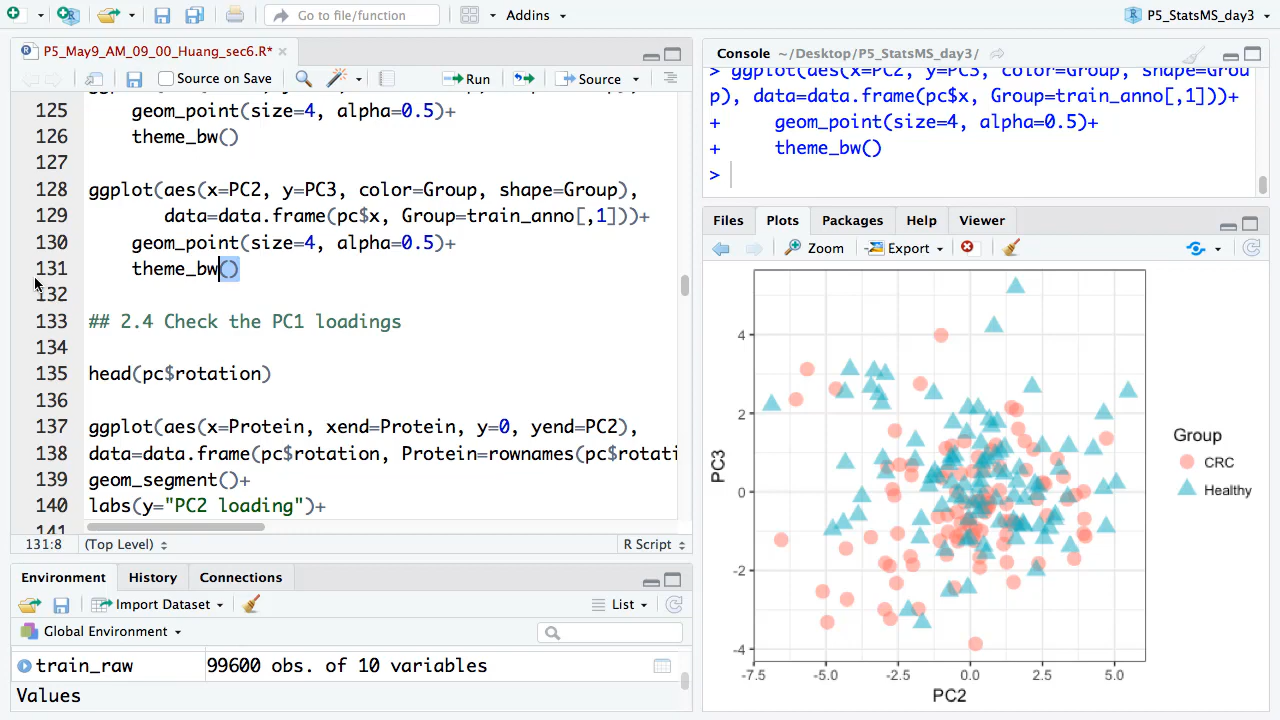 Go to file/function
Addins
P5_StatsMS_day3
P5_May9_AM_09_00_Huang_sec6.R*
Source on Save
Run
Source
125 geom_point(size=4, alpha=0.5)+
126 theme_bw()
127
128 ggplot(aes(x=PC2, y=PC3, color=Group, shape=Group),
129 data=data.frame(pc$x, Group=train_anno[,1]))+
130 geom_point(size=4, alpha=0.5)+
131 theme_bw()
132
133 ## 2.4 Check the PC1 loadings
134
135 head(pc$rotation)
136
137 ggplot(aes(x=Protein, xend=Protein, y=0, yend=PC2),
138 data=data.frame(pc$rotation, Protein=rownames(pc$rotati
139 geom_segment()+
140 labs(y="PC2 loading")+
141
131:8 (Top Level) R Script
Environment History Connections
Import Dataset List
Global Environment
train_raw 99600 obs. of 10 variables
Values
Console ~/Desktop/P5_StatsMS_day3/
> ggplot(aes(x=PC2, y=PC3, color=Group, shape=Grou
p), data=data.frame(pc$x, Group=train_anno[,1]))+
+ geom_point(size=4, alpha=0.5)+
+ theme_bw()
>
Files Plots Packages Help Viewer
Zoom Export
4
2
0
-2
-4
PC3
-7.5 -5.0 -2.5 0.0 2.5 5.0
PC2
Group
CRC
Healthy